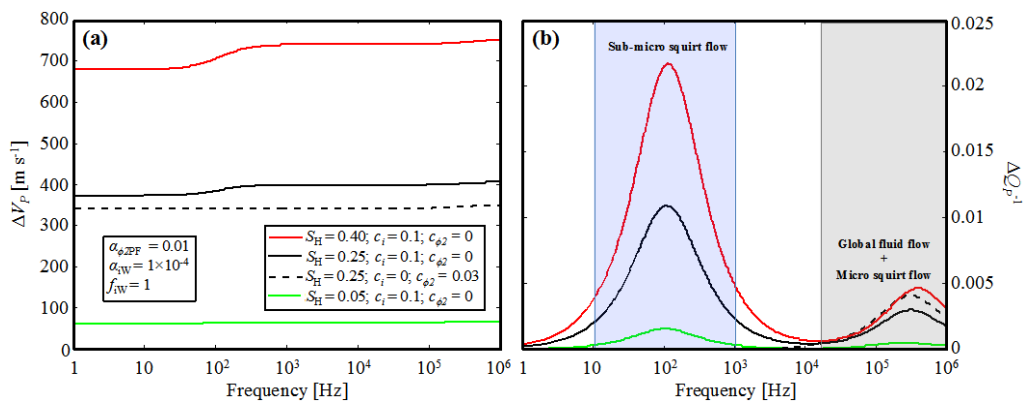 (a)
800
700
600
500
400
300
200
100
0
ΔV_P [m s⁻¹]
α_ϕ2PF = 0.01
α_iW = 1×10⁻⁴
f_iW = 1
S_H = 0.40; c_i = 0.1; c_ϕ2 = 0
S_H = 0.25; c_i = 0.1; c_ϕ2 = 0
S_H = 0.25; c_i = 0; c_ϕ2 = 0.03
S_H = 0.05; c_i = 0.1; c_ϕ2 = 0
1 10 10² 10³ 10⁴ 10⁵ 10⁶
Frequency [Hz]
(b)
Sub-micro squirt flow
Global fluid flow
+
Micro squirt flow
0.025
0.02
0.015
0.01
0.005
0
ΔQ_P⁻¹
1 10 10² 10³ 10⁴ 10⁵ 10⁶
Frequency [Hz]